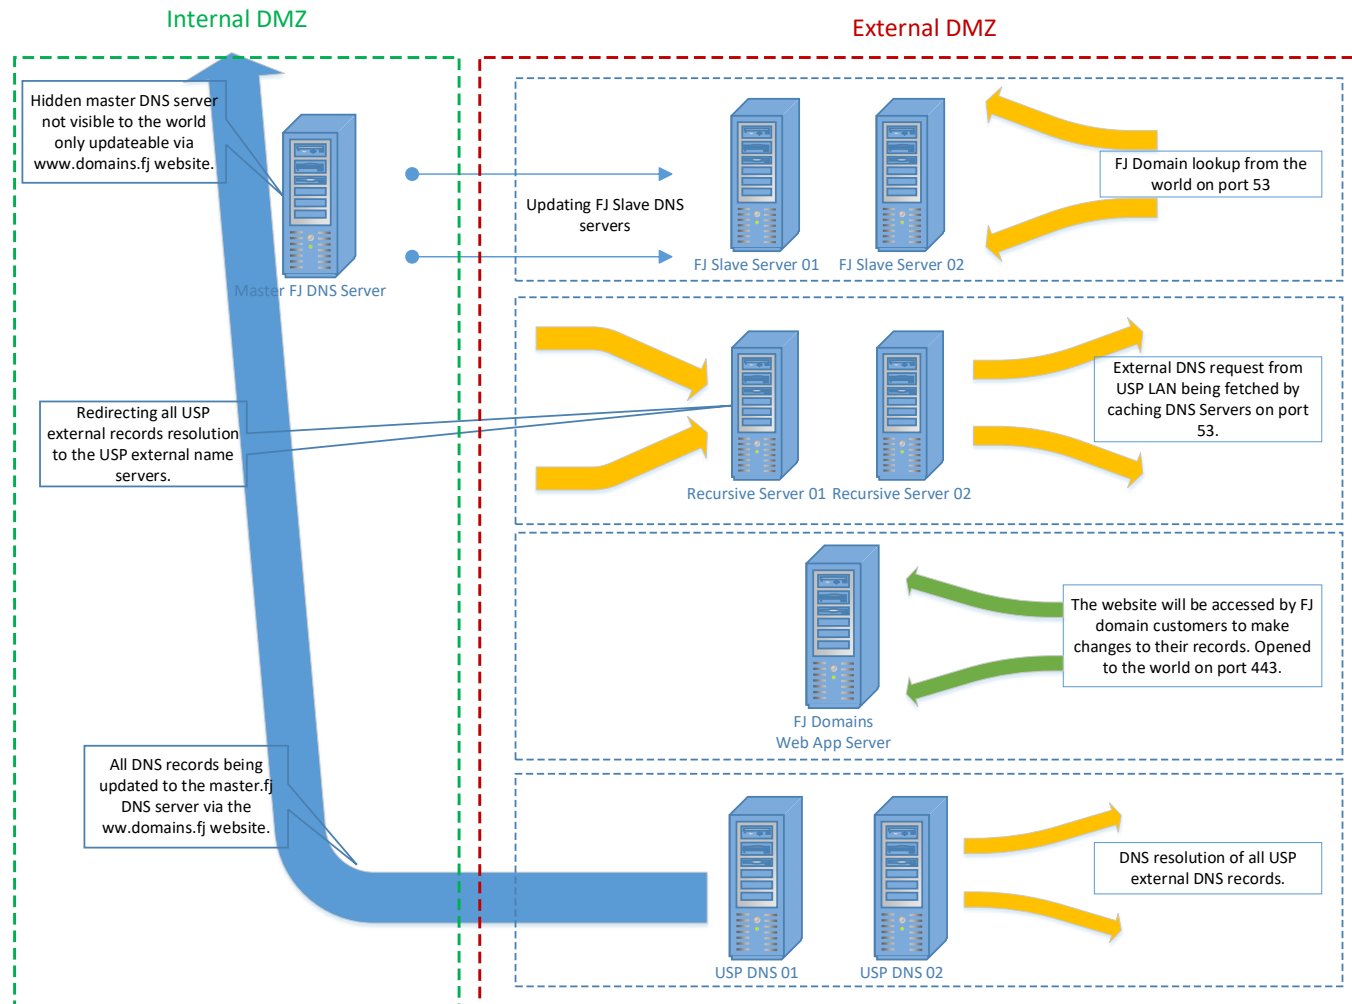 Internal DMZ
External DMZ
Hidden master DNS server
not visible to the world
only updateable via
www.domains.fj website.
Master FJ DNS Server
Updating FJ Slave DNS
servers
FJ Slave Server 01
FJ Slave Server 02
FJ Domain lookup from the
world on port 53
Redirecting all USP
external records resolution
to the USP external name
servers.
Recursive Server 01
Recursive Server 02
External DNS request from
USP LAN being fetched by
caching DNS Servers on port
53.
FJ Domains
Web App Server
The website will be accessed by FJ
domain customers to make
changes to their records. Opened
to the world on port 443.
All DNS records being
updated to the master.fj
DNS server via the
ww.domains.fj website.
USP DNS 01
USP DNS 02
DNS resolution of all USP
external DNS records.